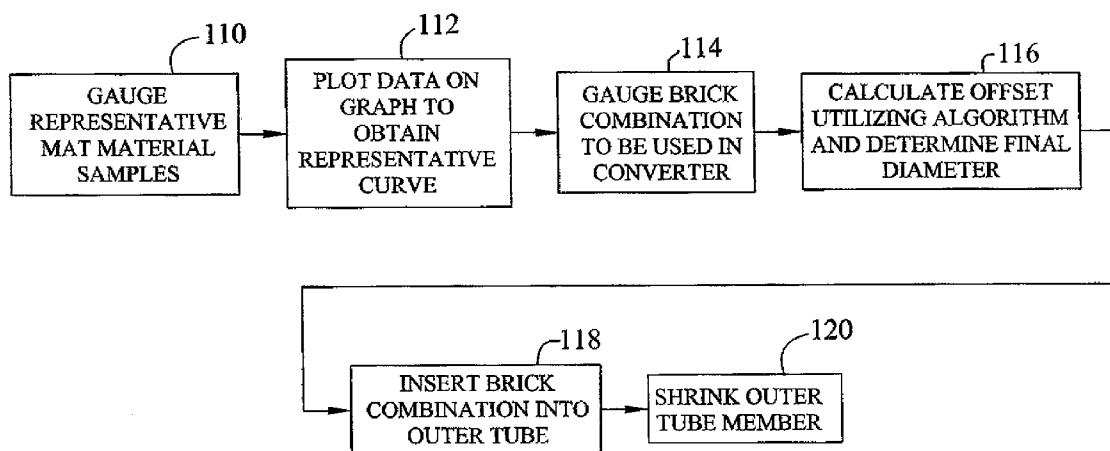 110
GAUGE
REPRESENTATIVE
MAT MATERIAL
SAMPLES
112
PLOT DATA ON
GRAPH TO
OBTAIN
REPRESENTATIVE
CURVE
114
GAUGE BRICK
COMBINATION
TO BE USED IN
CONVERTER
116
CALCULATE OFFSET
UTILIZING ALGORITHM
AND DETERMINE FINAL
DIAMETER
118
INSERT BRICK
COMBINATION INTO
OUTER TUBE
120
SHRINK OUTER
TUBE MEMBER